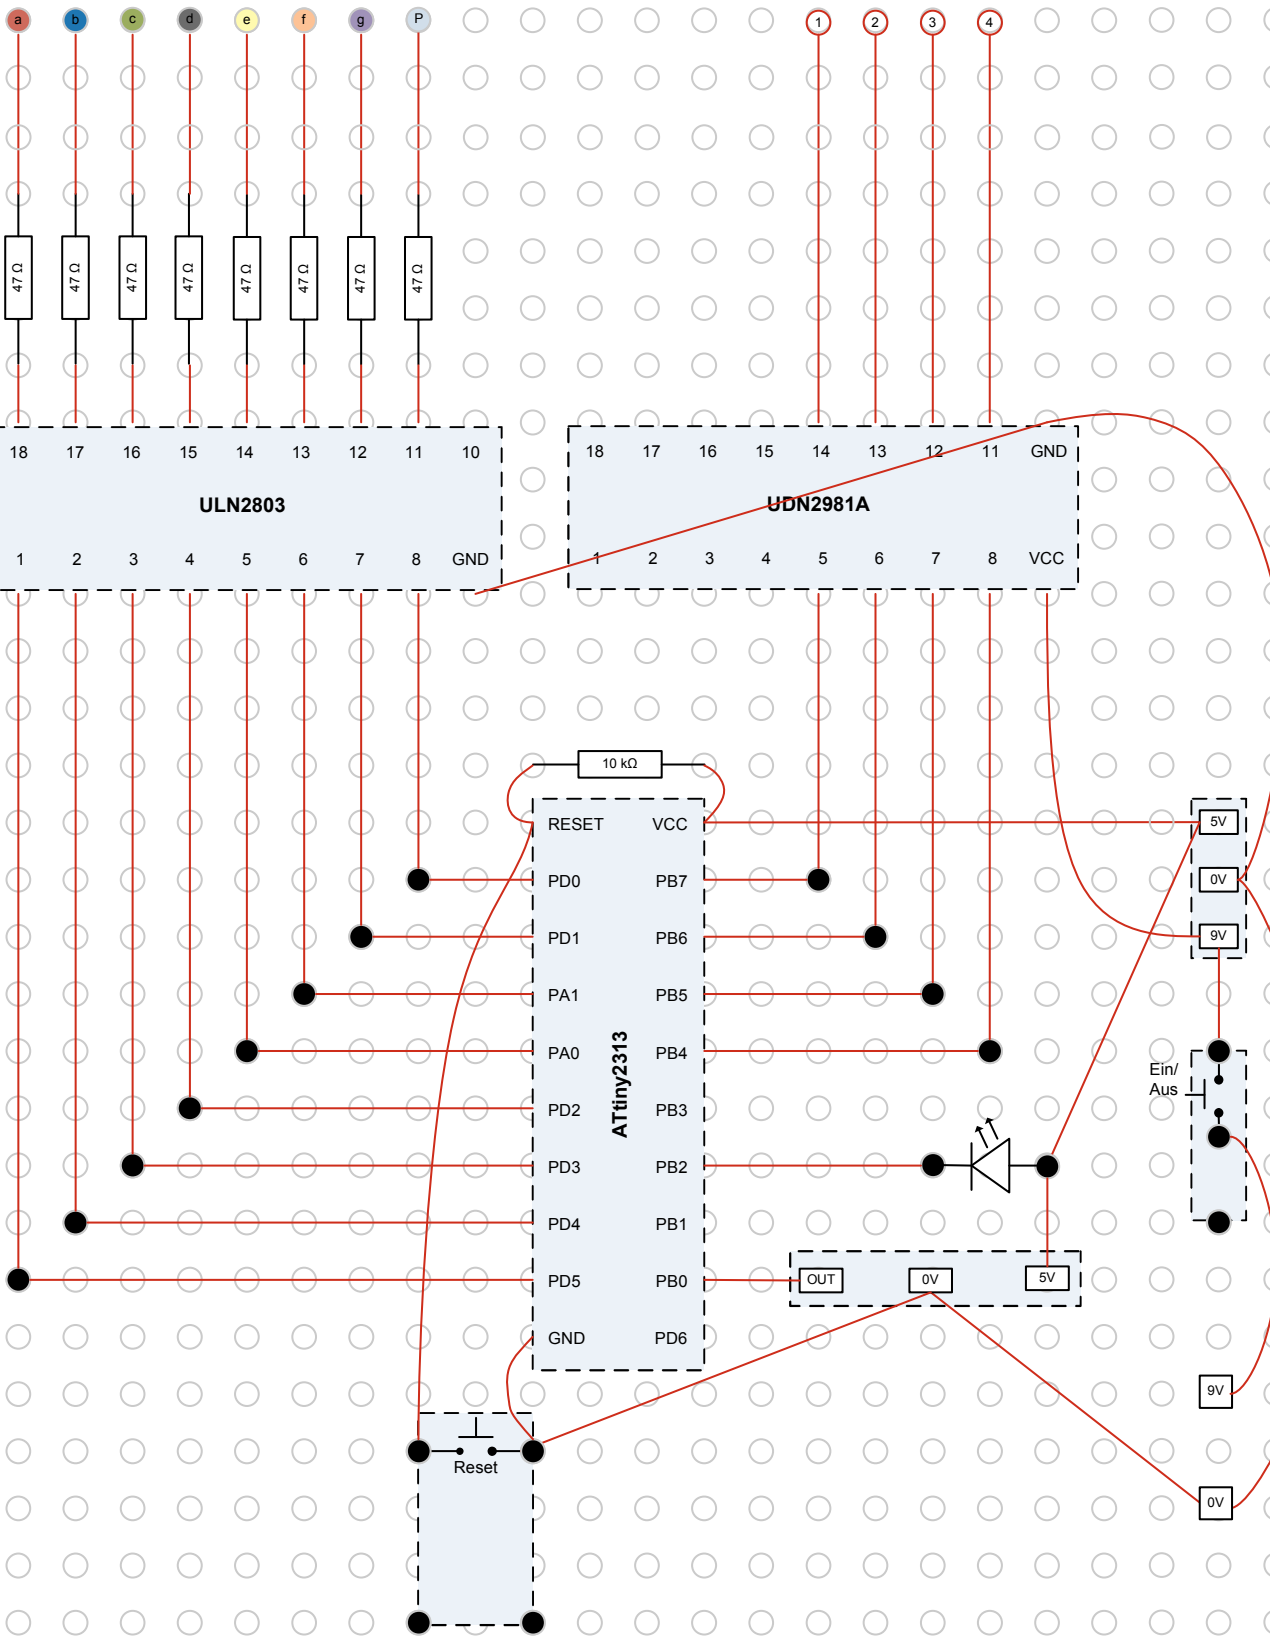 a b c d e f g P 1 2 3 4
47 Ω 47 Ω 47 Ω 47 Ω 47 Ω 47 Ω 47 Ω 47 Ω
18 17 16 15 14 13 12 11 10 18 17 16 15 14 13 12 11 GND
ULN2803 UDN2981A
1 2 3 4 5 6 7 8 GND 1 2 3 4 5 6 7 8 VCC
10 kΩ
RESET VCC 5V
PD0 PB7 0V
PD1 PB6 9V
PA1 PB5
PA0 PB4
Ein/
Aus
ATtiny2313
PD2 PB3
PD3 PB2
PD4 PB1
PD5 PB0 OUT 0V 5V
GND PD6
9V
Reset
0V